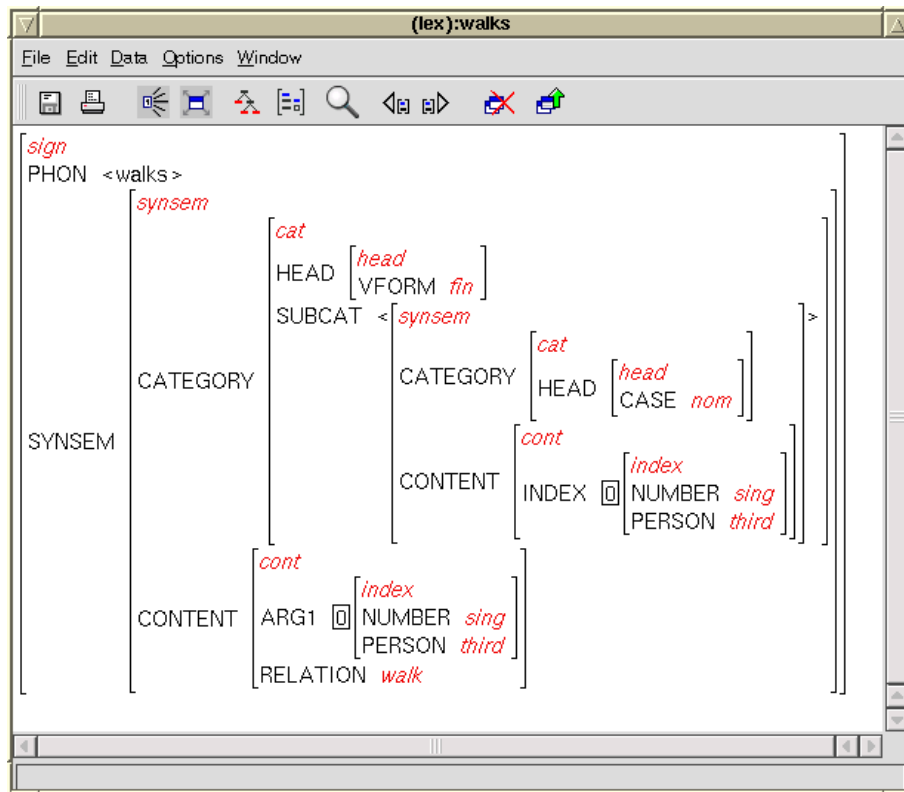 (lex):walks
File Edit Data Options Window
sign
PHON <walks>
synsem
cat
HEAD head
VFORM fin
SUBCAT < synsem >
cat
CATEGORY HEAD head
CASE nom
CATEGORY
SYNSEM
cont
CONTENT INDEX 0 index
NUMBER sing
PERSON third
cont
CONTENT ARG1 0 index
NUMBER sing
PERSON third
RELATION walk